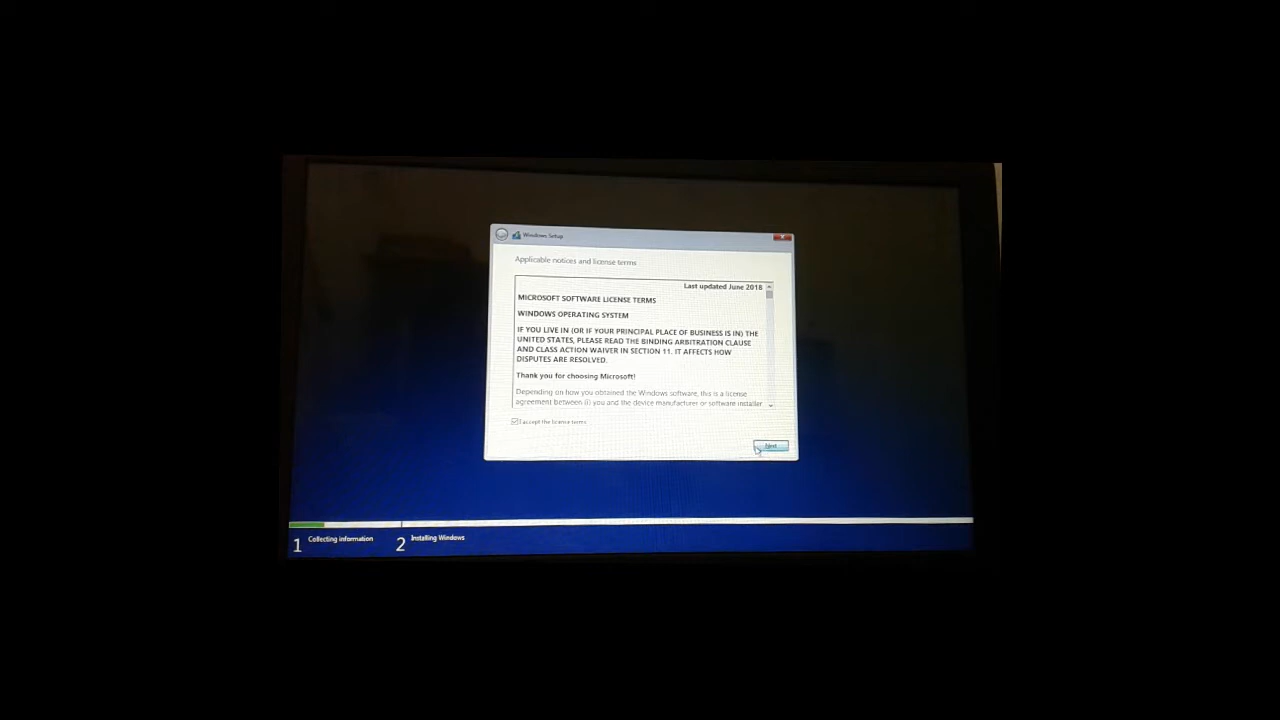 Windows Setup
Applicable notices and license terms
Last updated June 2018
MICROSOFT SOFTWARE LICENSE TERMS
WINDOWS OPERATING SYSTEM
IF YOU LIVE IN (OR IF YOUR PRINCIPAL PLACE OF BUSINESS IS IN) THE
UNITED STATES, PLEASE READ THE BINDING ARBITRATION CLAUSE
AND CLASS ACTION WAIVER IN SECTION 11. IT AFFECTS HOW
DISPUTES ARE RESOLVED.
Thank you for choosing Microsoft!
Depending on how you obtained the Windows software, this is a license
agreement between (i) you and the device manufacturer or software installer
I accept the license terms
Next
1 Collecting information
2 Installing Windows